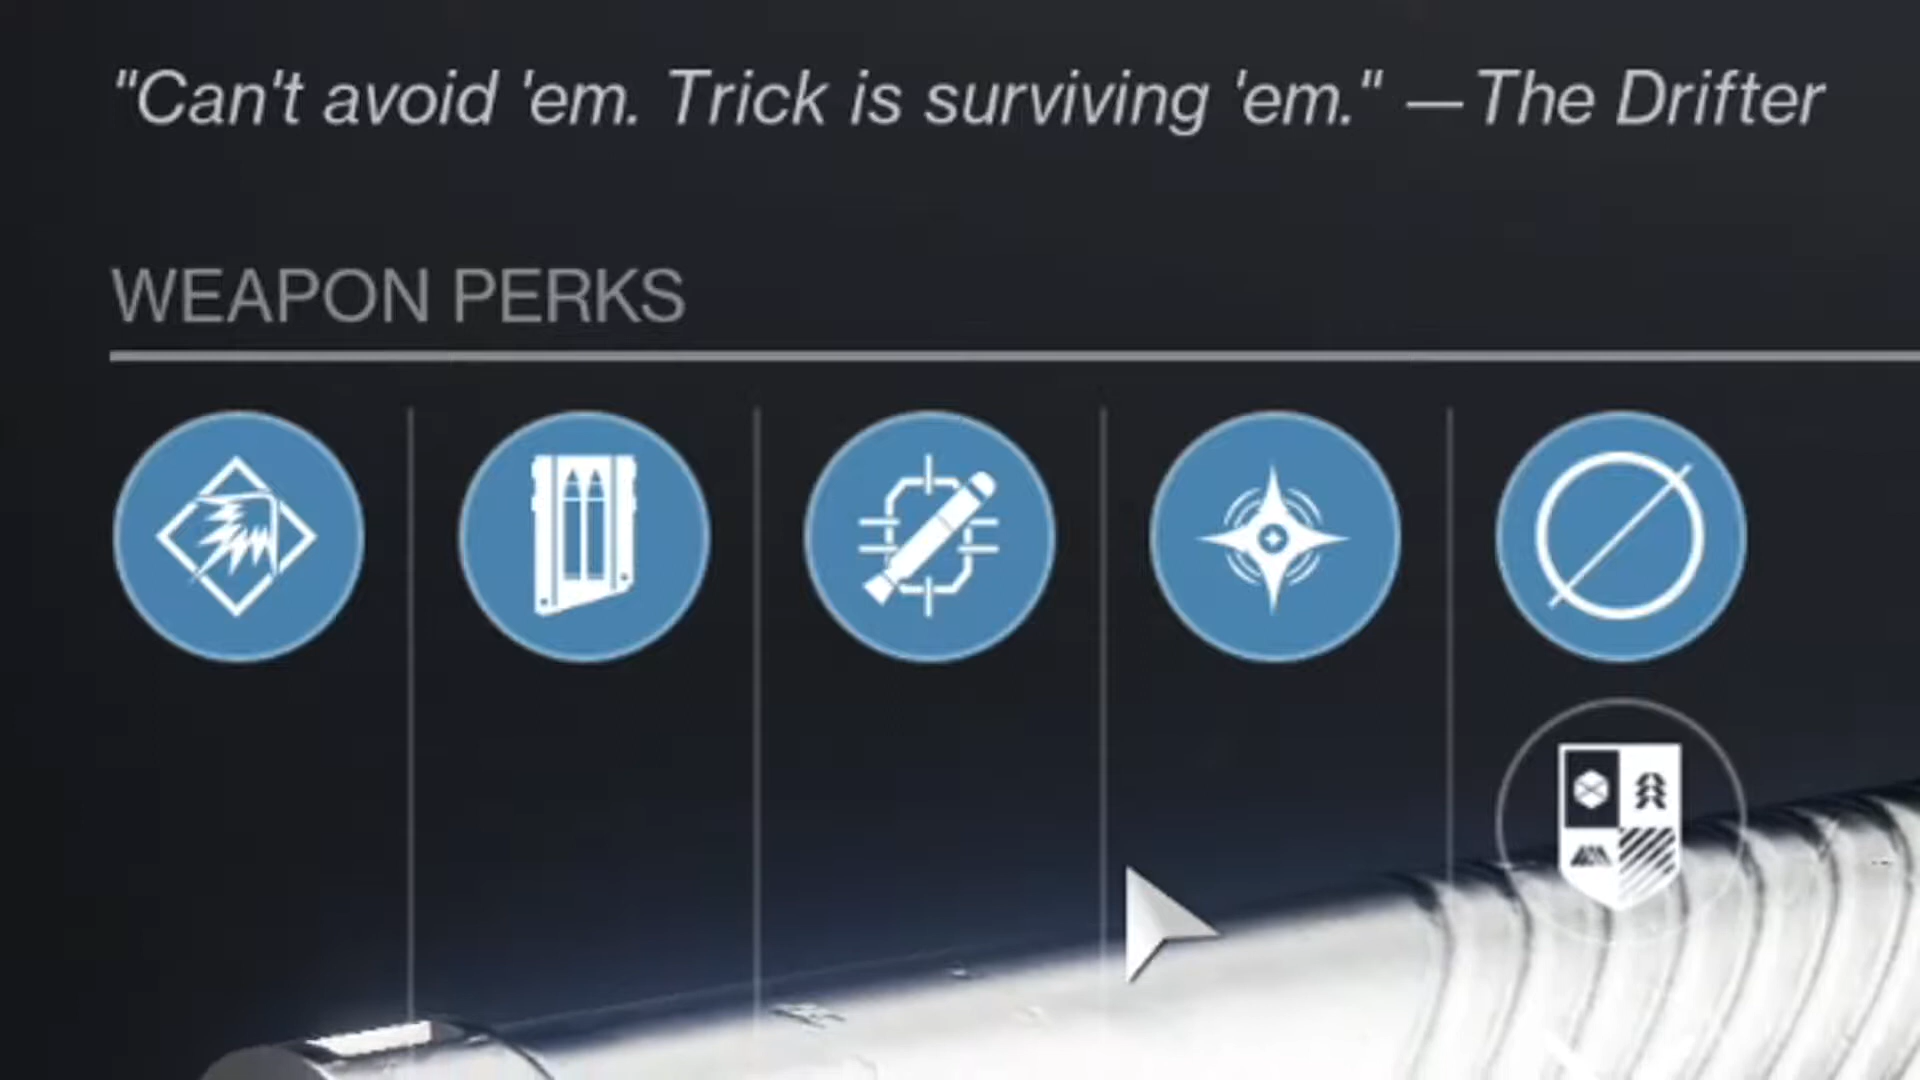 "Can't avoid 'em. Trick is surviving 'em." —The Drifter
WEAPON PERKS